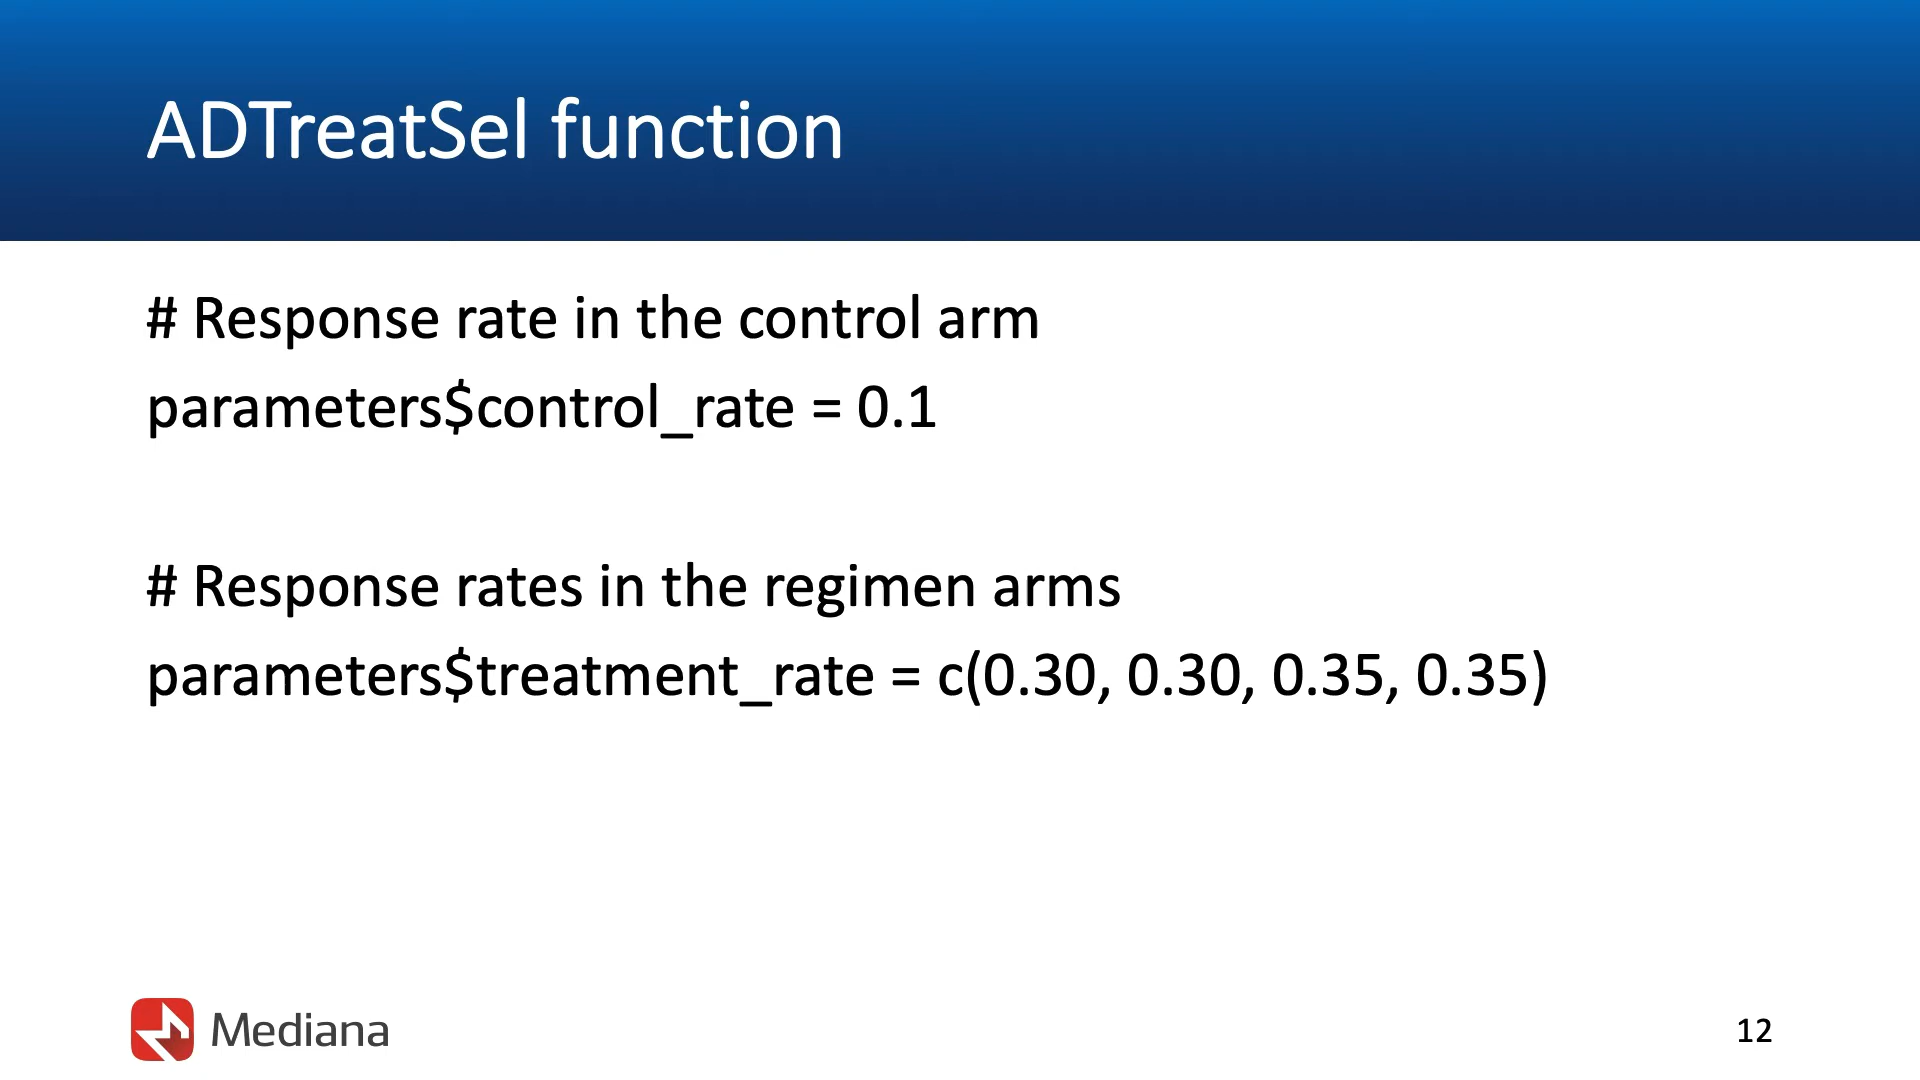 ADTreatSel function
# Response rate in the control arm
parameters$control_rate = 0.1
# Response rates in the regimen arms
parameters$treatment_rate = c(0.30, 0.30, 0.35, 0.35)
Mediana
12